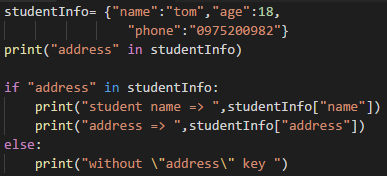 studentInfo= {"name":"tom","age":18,
"phone":"0975200982"}
print("address" in studentInfo)
if "address" in studentInfo:
print("student name => ",studentInfo["name"])
print("address => ",studentInfo["address"])
else:
print("without \"address\" key ")